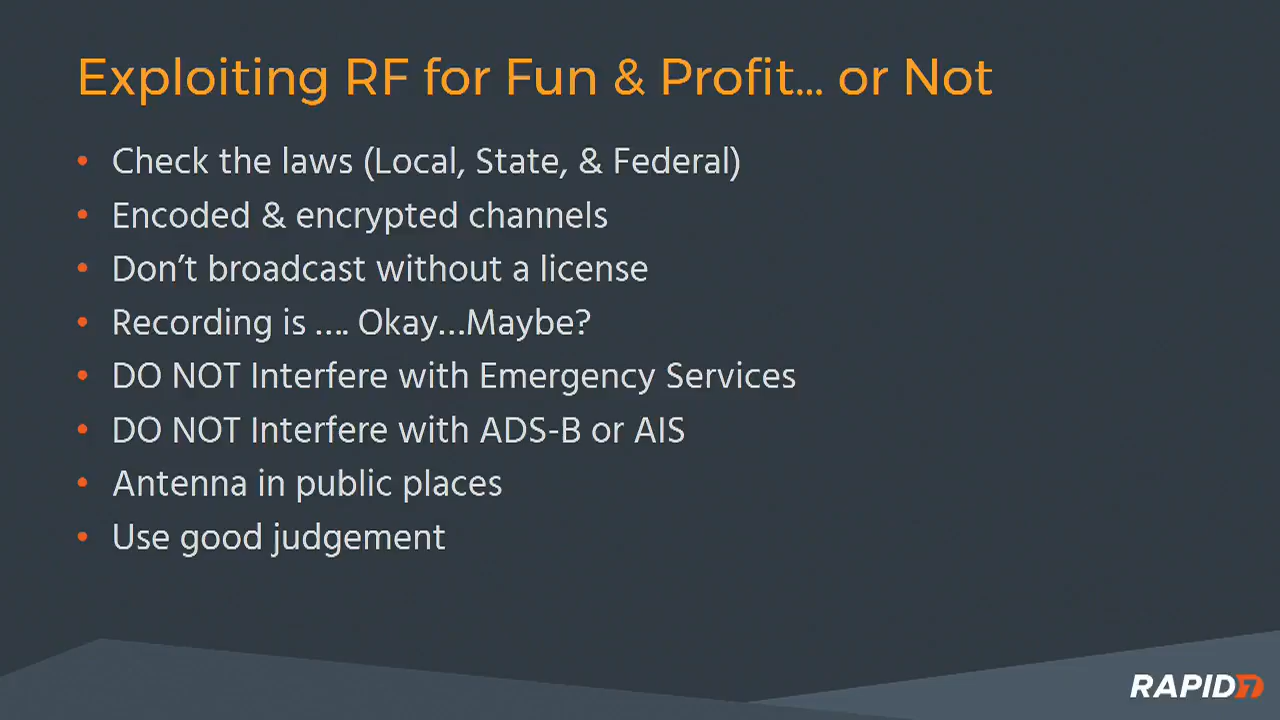 Exploiting RF for Fun & Profit... or Not
• Check the laws (Local, State, & Federal)
• Encoded & encrypted channels
• Don’t broadcast without a license
• Recording is .... Okay...Maybe?
• DO NOT Interfere with Emergency Services
• DO NOT Interfere with ADS-B or AIS
• Antenna in public places
• Use good judgement
RAPID7